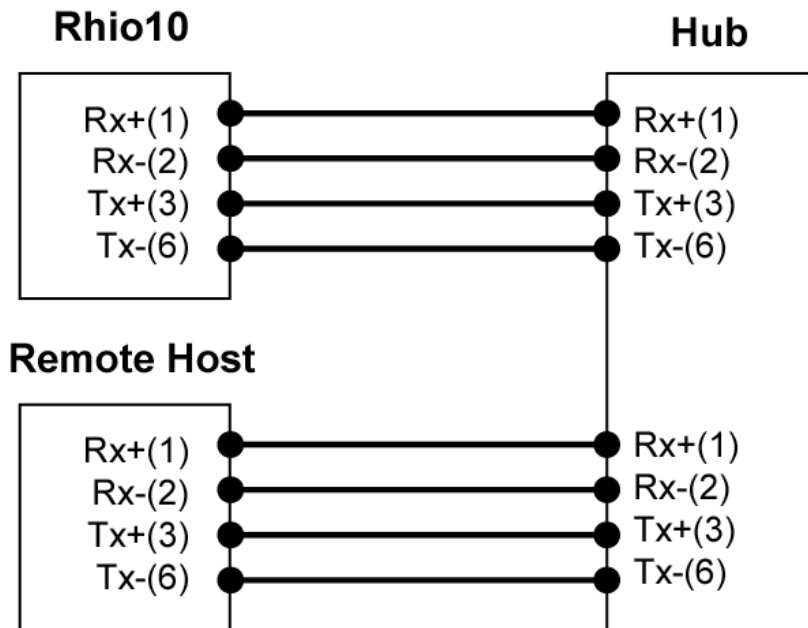 Rhio10
Hub
Rx+(1)
Rx-(2)
Tx+(3)
Tx-(6)
Rx+(1)
Rx-(2)
Tx+(3)
Tx-(6)
Remote Host
Rx+(1)
Rx-(2)
Tx+(3)
Tx-(6)
Rx+(1)
Rx-(2)
Tx+(3)
Tx-(6)